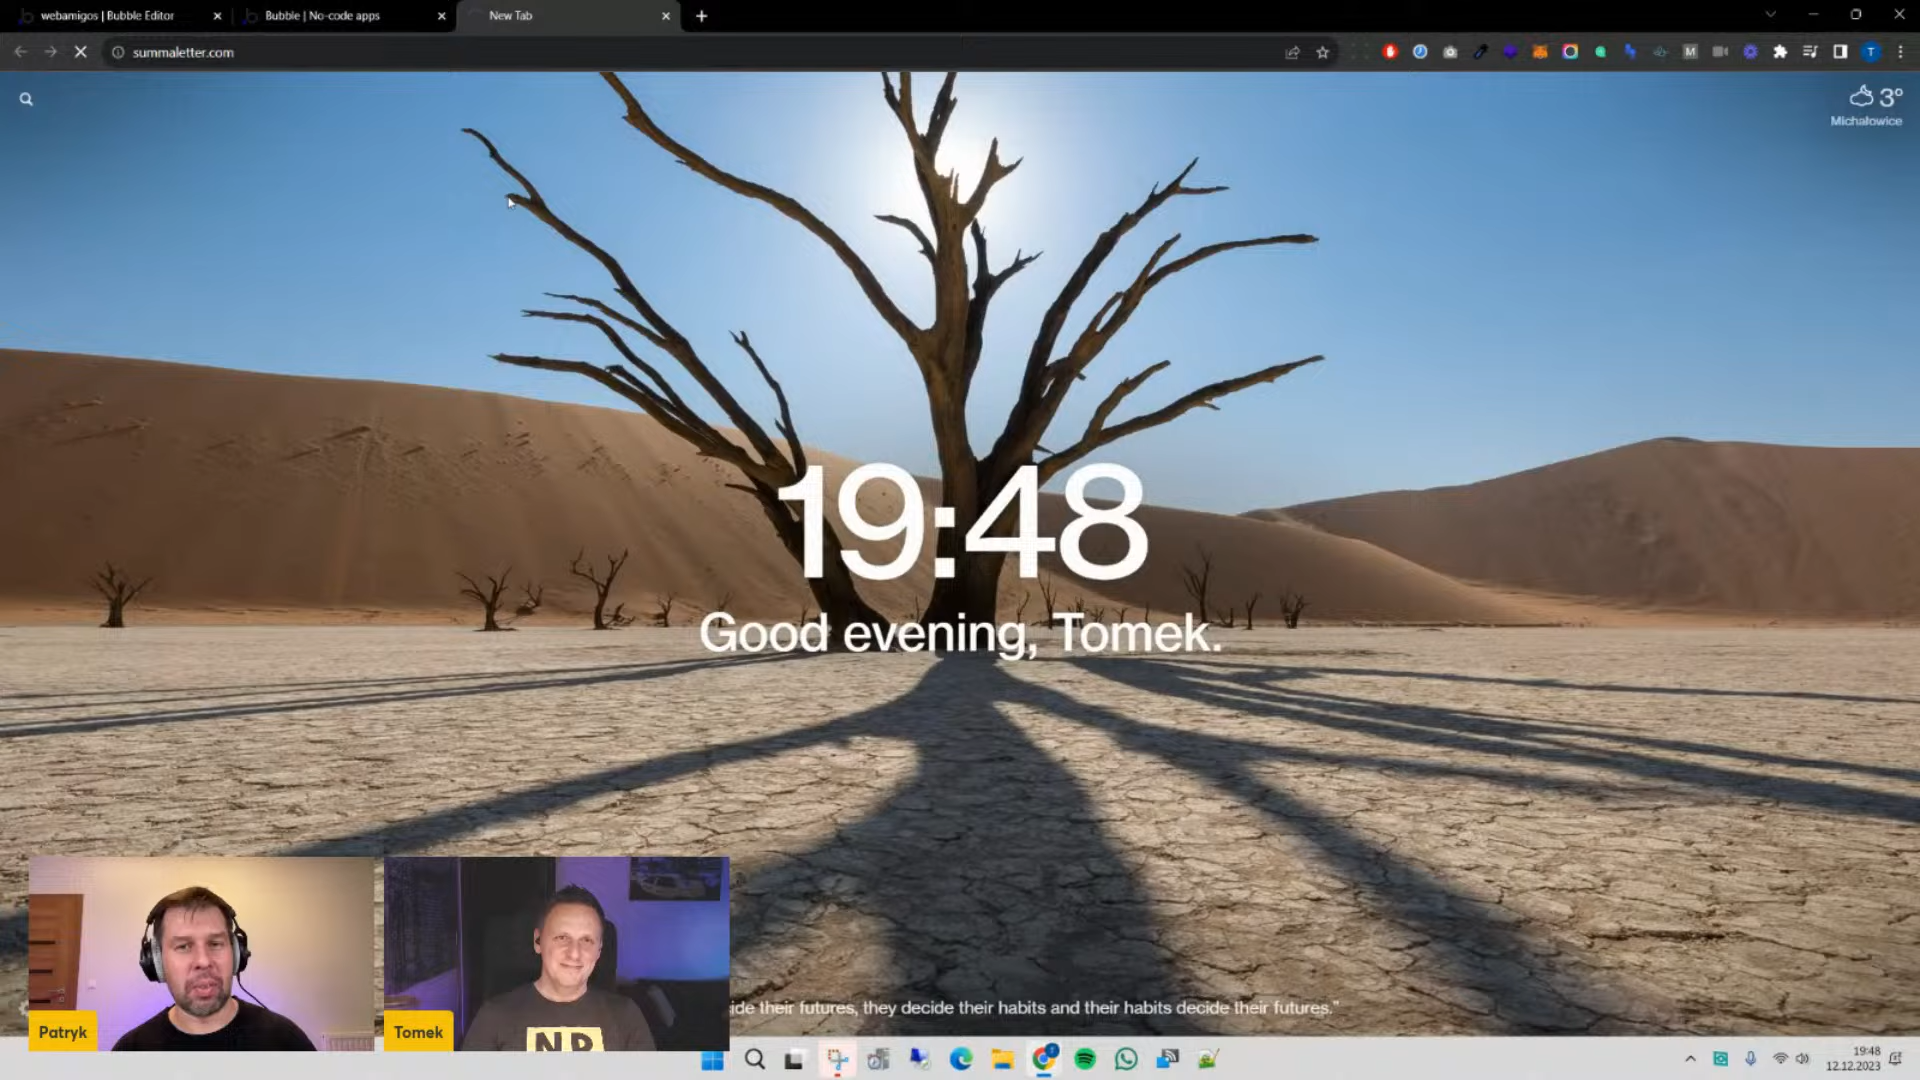 webamigos | Bubble Editor
Bubble | No-code apps
New Tab
summaletter.com
M
T
3°
Michałowice
19:48
Good evening, Tomek.
ide their futures, they decide their habits and their habits decide their futures."
Patryk
Tomek
19:48
12.12.2023